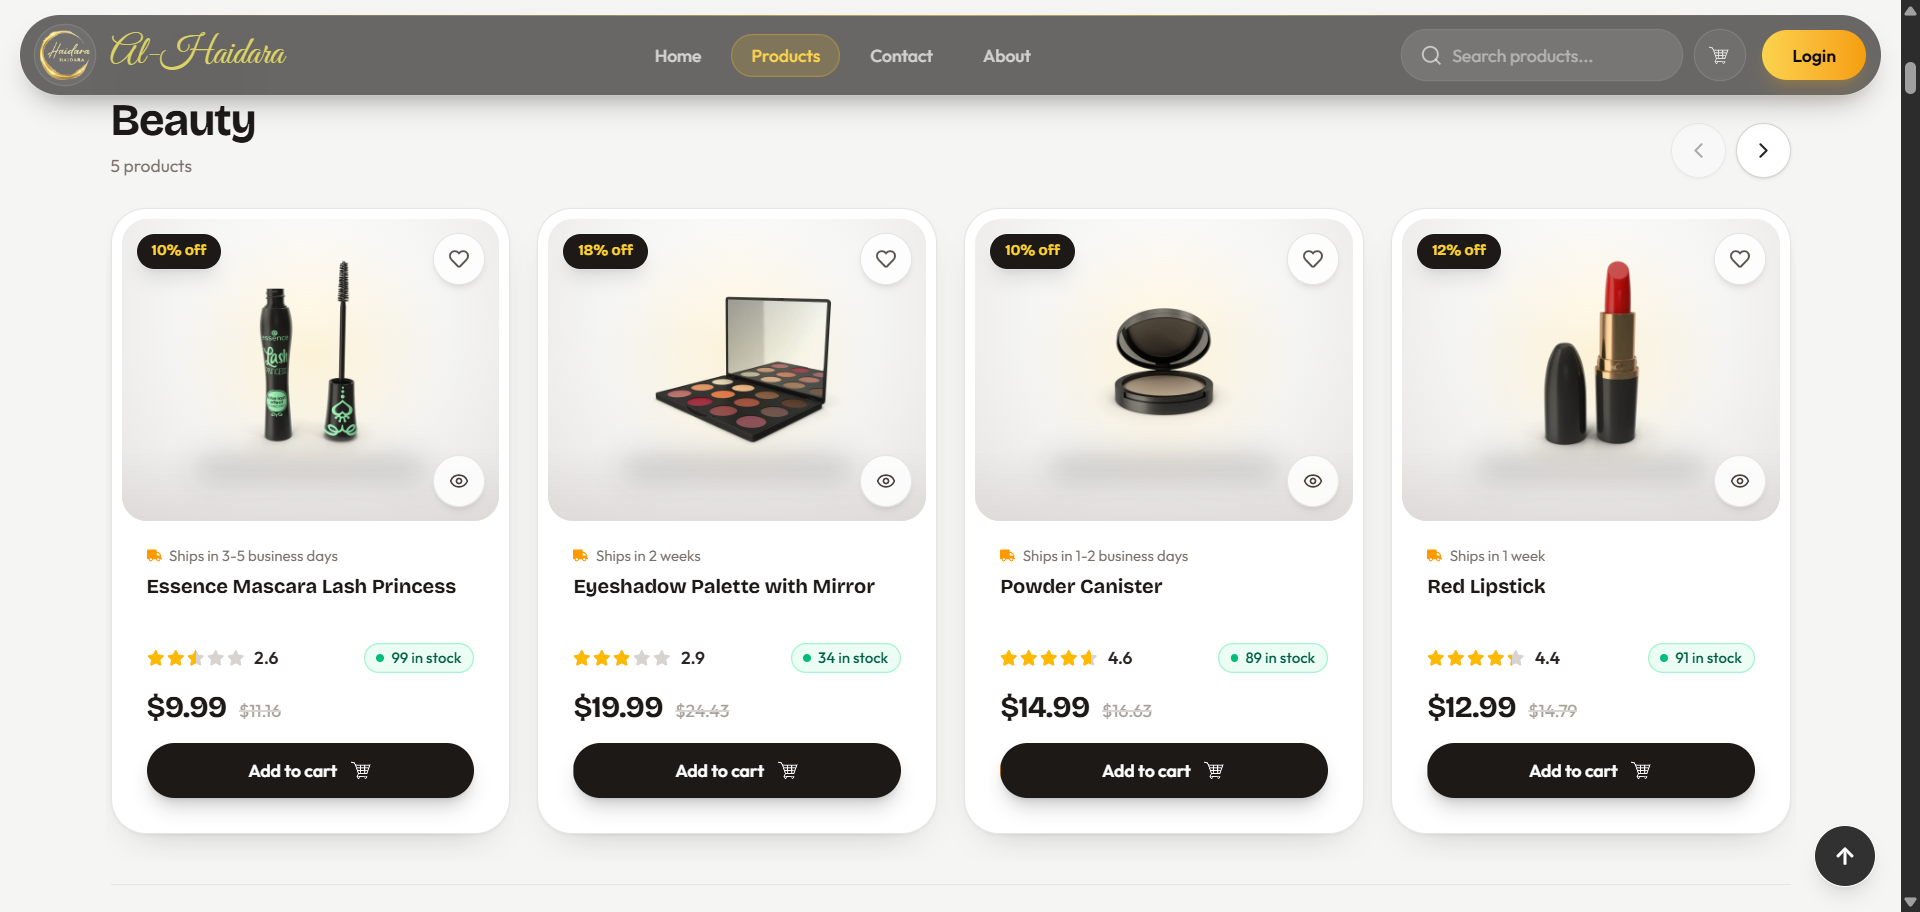 Haidara
HAIDARA
Al-Haidara
Home
Products
Contact
About
Search products...
Login
Beauty
5 products
10% off
18% off
10% off
12% off
essence
Lash
PRINCESS
Ships in 3-5 business days
Ships in 2 weeks
Ships in 1-2 business days
Ships in 1 week
Essence Mascara Lash Princess
Eyeshadow Palette with Mirror
Powder Canister
Red Lipstick
2.6
99 in stock
2.9
34 in stock
4.6
89 in stock
4.4
91 in stock
$9.99 $11.16
$19.99 $24.43
$14.99 $16.63
$12.99 $14.79
Add to cart
Add to cart
Add to cart
Add to cart